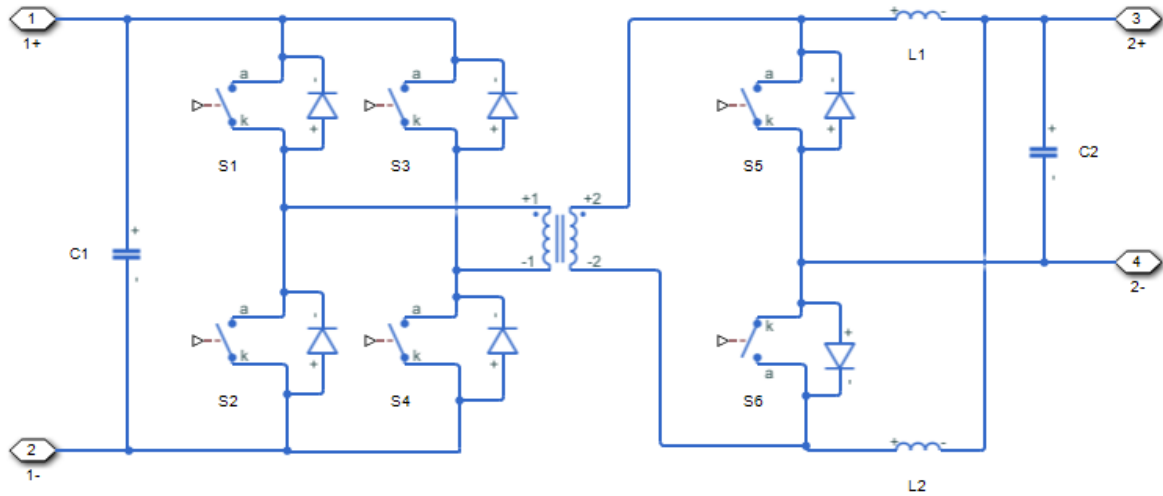 1
1+
C1
2
1-
a
k
S1
-
+
a
k
S3
-
+
a
k
S2
-
+
a
k
S4
-
+
+
-
+1
-1
+2
-2
a
k
S5
-
+
k
a
S6
+
-
+ -
L1
+ -
L2
+
C2
-
3
2+
4
2-